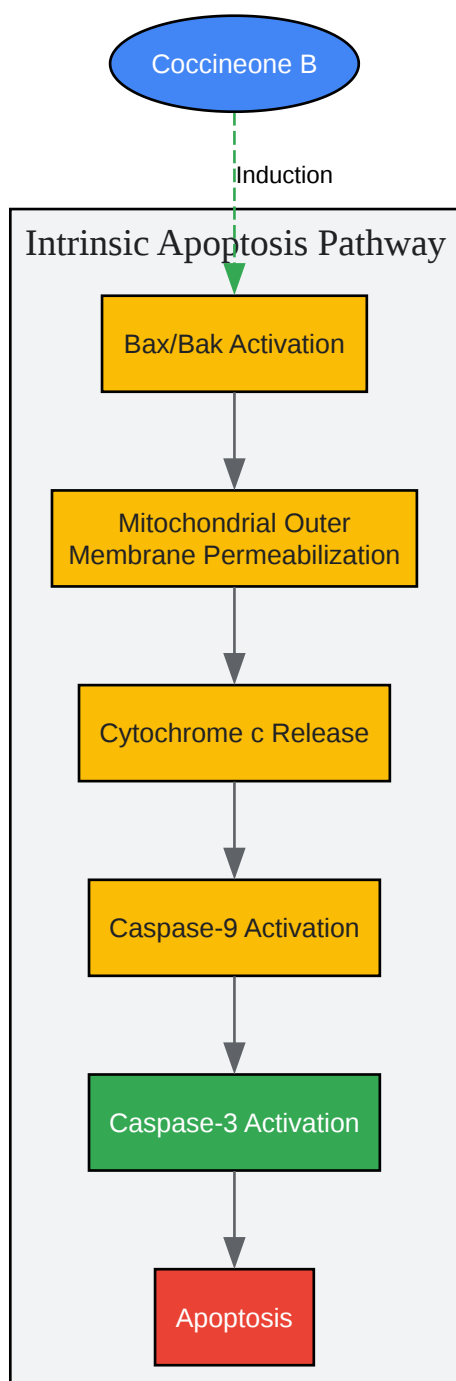 Coccineone B
Induction
Intrinsic Apoptosis Pathway
Bax/Bak Activation
Mitochondrial Outer
Membrane Permeabilization
Cytochrome c Release
Caspase-9 Activation
Caspase-3 Activation
Apoptosis